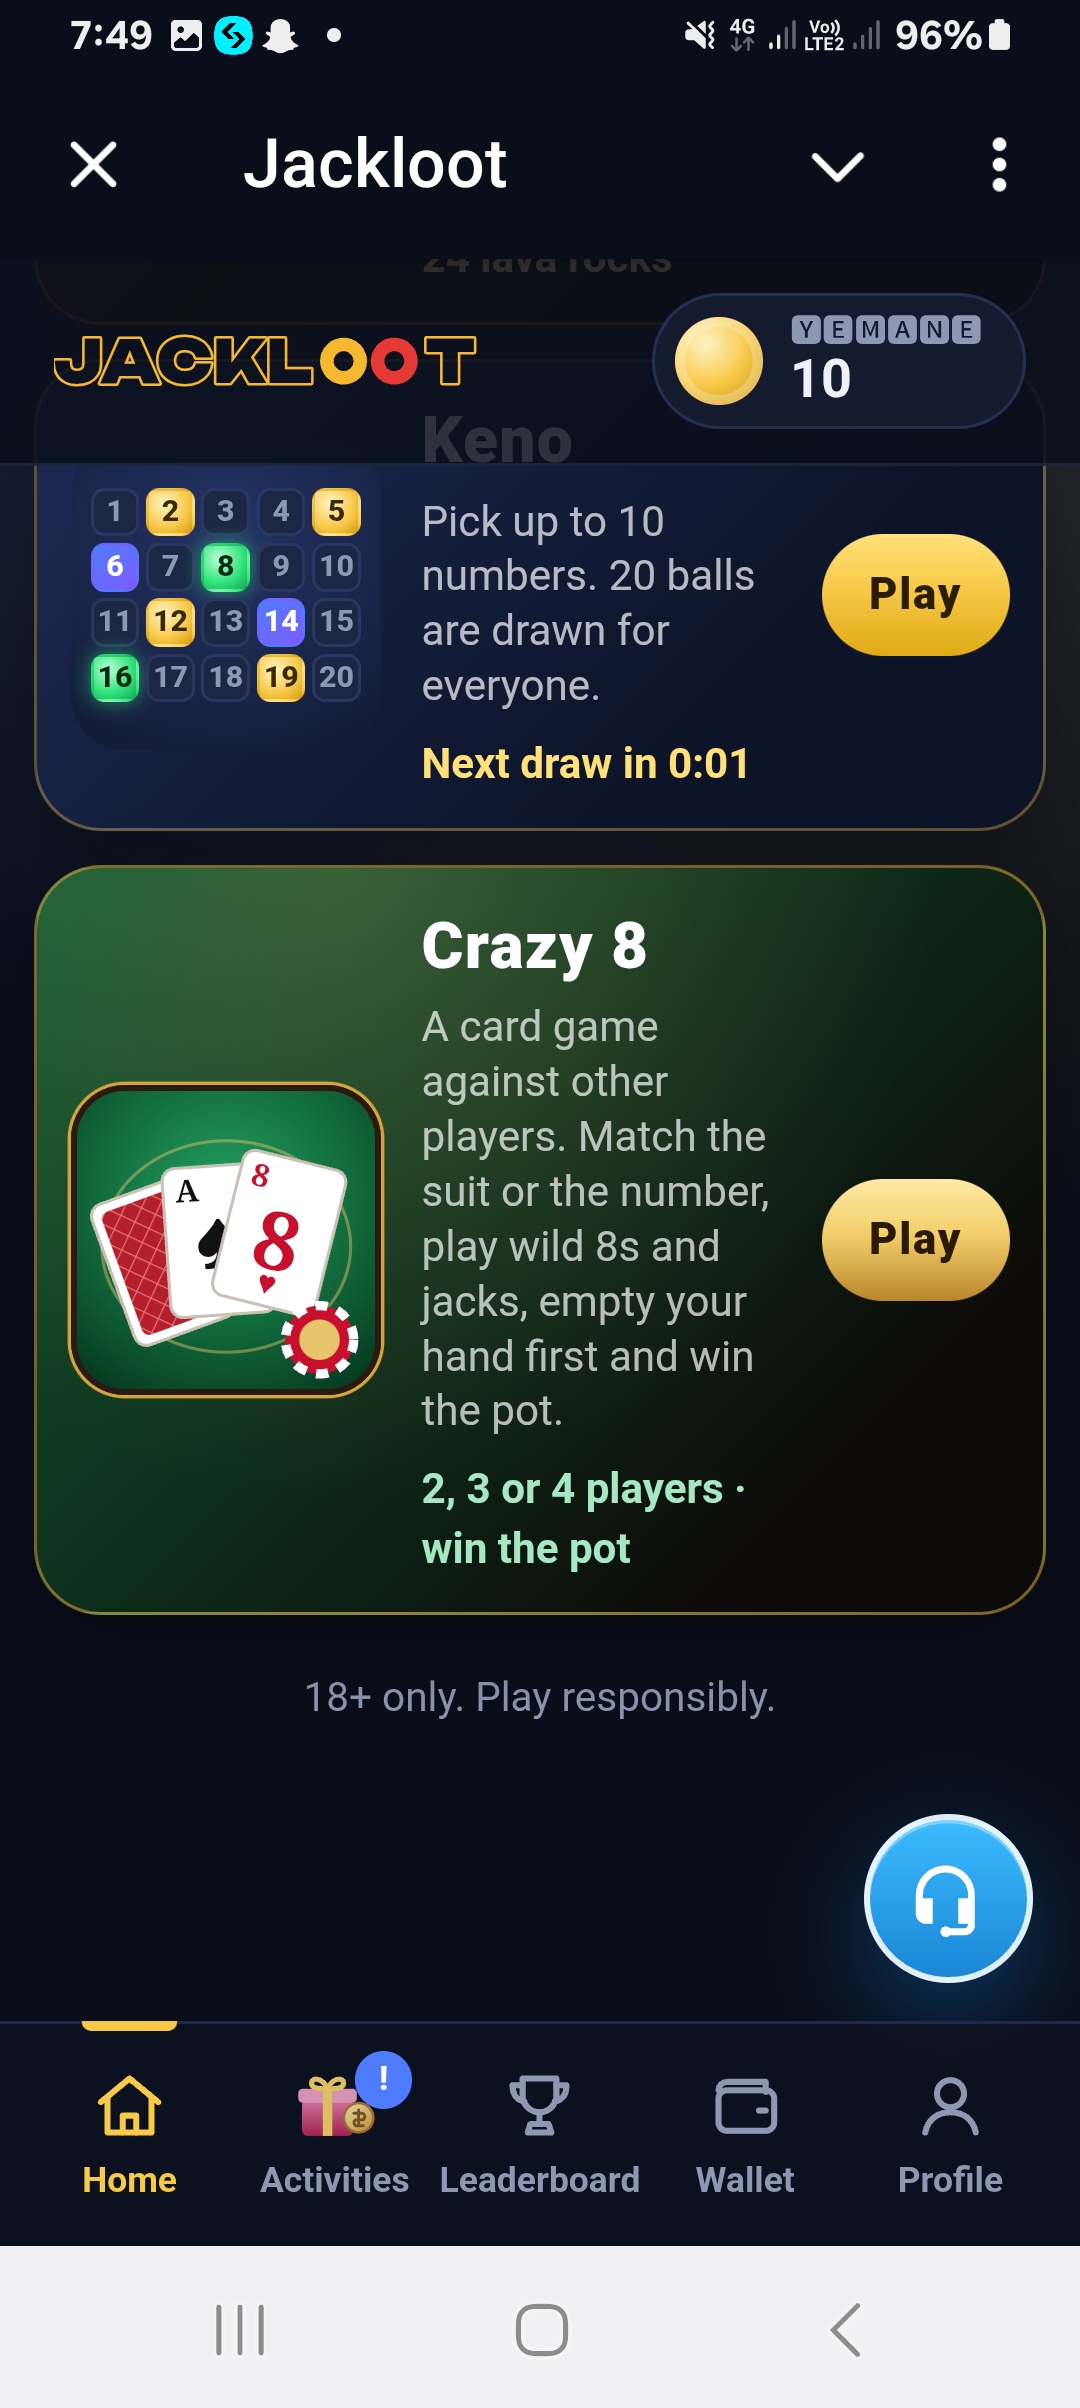 7:49
4G
Vo))
LTE2
96%
Jackloot
24 lava rocks
JACKLOOT
YEMANE
10
Keno
1 2 3 4 5
6 7 8 9 10
11 12 13 14 15
16 17 18 19 20
Pick up to 10
numbers. 20 balls
are drawn for
everyone.
Next draw in 0:01
Play
Crazy 8
A card game
against other
players. Match the
suit or the number,
play wild 8s and
jacks, empty your
hand first and win
the pot.
2, 3 or 4 players ·
win the pot
A
8
8
Play
18+ only. Play responsibly.
!
Home
Activities
Leaderboard
Wallet
Profile